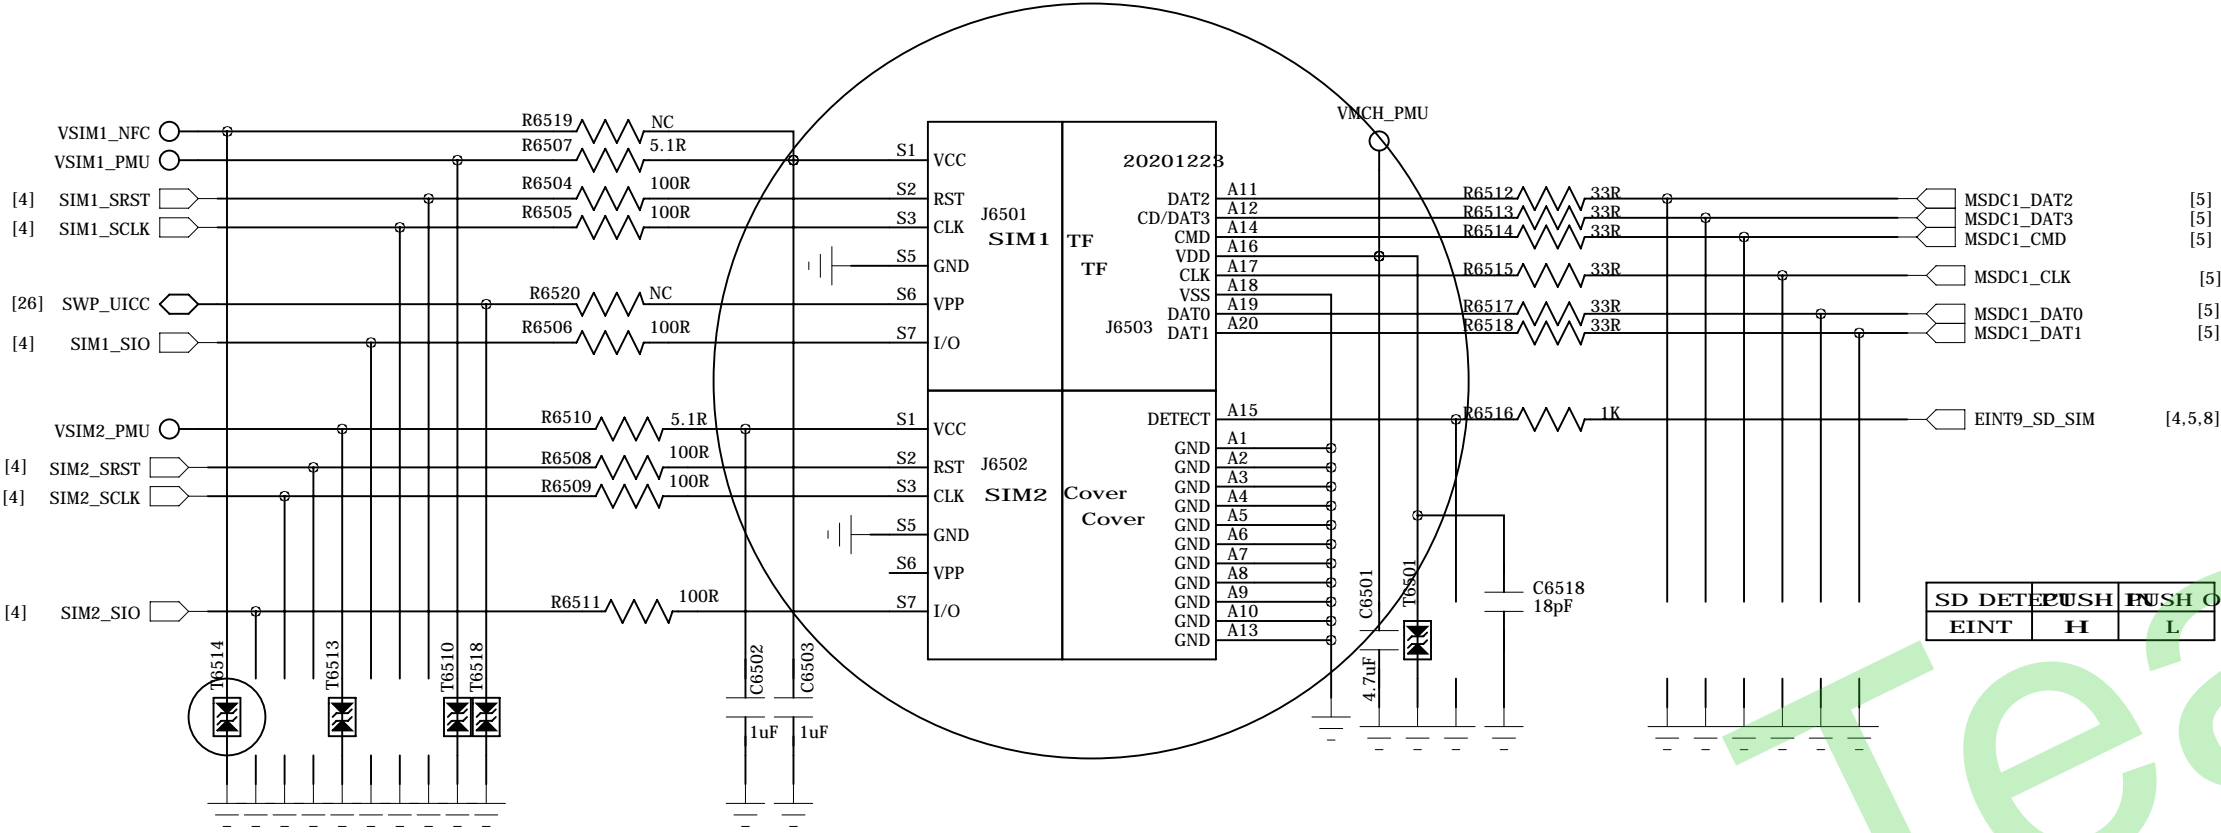 VMCH_PMU
VSIM1_NFC R6519 NC
VSIM1_PMU R6507 5.1R S1 VCC
[4] SIM1_SRST R6504 100R S2 RST
[4] SIM1_SCLK R6505 100R S3 CLK
S5 GND
[26] SWP_UICC R6520 NC S6 VPP
[4] SIM1_SIO R6506 100R S7 I/O
J6501
SIM1 TF
TF
20201223
J6503
DAT2 A11 R6512 33R MSDC1_DAT2 [5]
CD/DAT3 A12 R6513 33R MSDC1_DAT3 [5]
CMD A14 R6514 33R MSDC1_CMD [5]
VDD A16
CLK A17 R6515 33R MSDC1_CLK [5]
VSS A18
DAT0 A19 R6517 33R MSDC1_DAT0 [5]
DAT1 A20 R6518 33R MSDC1_DAT1 [5]
VSIM2_PMU R6510 5.1R S1 VCC
[4] SIM2_SRST R6508 100R S2 RST
[4] SIM2_SCLK R6509 100R S3 CLK
S5 GND
S6 VPP
[4] SIM2_SIO R6511 100R S7 I/O
J6502
SIM2 Cover
Cover
DETECT A15 R6516 1K EINT9_SD_SIM [4,5,8]
GND A1
GND A2
GND A3
GND A4
GND A5
GND A6
GND A7
GND A8
GND A9
GND A10
GND A13
T6514
T6513
T6510
T6518
C6502
1uF
C6503
1uF
C6501
4.7uF
T6501
C6518
18pF
SD DETECT PUSH IN PUSH O
EINT H L
Tea